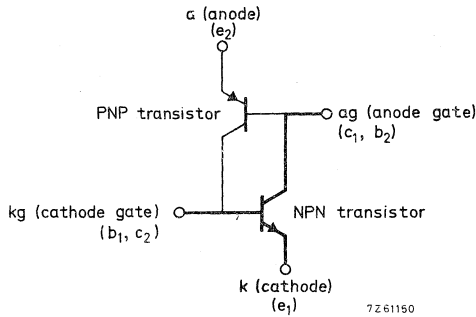 a (anode)
(e₂)
PNP transistor
ag (anode gate)
(c₁, b₂)
kg (cathode gate)
(b₁, c₂)
NPN transistor
k (cathode)
(e₁)
7Z61150